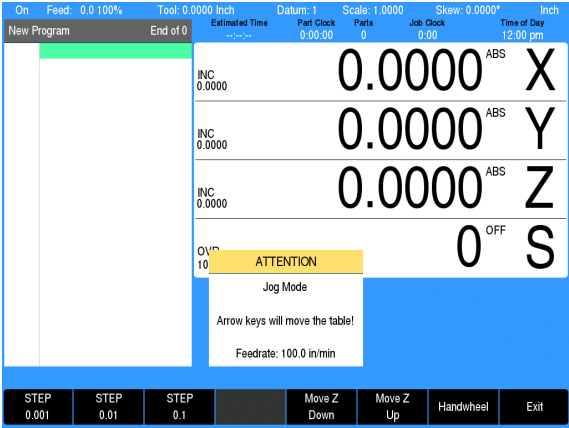 On Feed: 0.0 100% Tool: 0.0000 Inch Datum: 1 Scale: 1.0000 Skew: 0.0000° Inch
New Program End of 0
Estimated Time Part Clock Parts Job Clock Time of Day
--:--:-- 0:00:00 0 0:00 12:00 pm
INC 0.0000 0.0000 ABS X
INC 0.0000 0.0000 ABS Y
INC 0.0000 0.0000 ABS Z
0 OFF S
ATTENTION
Jog Mode
Arrow keys will move the table!
Feedrate: 100.0 in/min
STEP 0.001
STEP 0.01
STEP 0.1
Move Z Down
Move Z Up
Handwheel
Exit